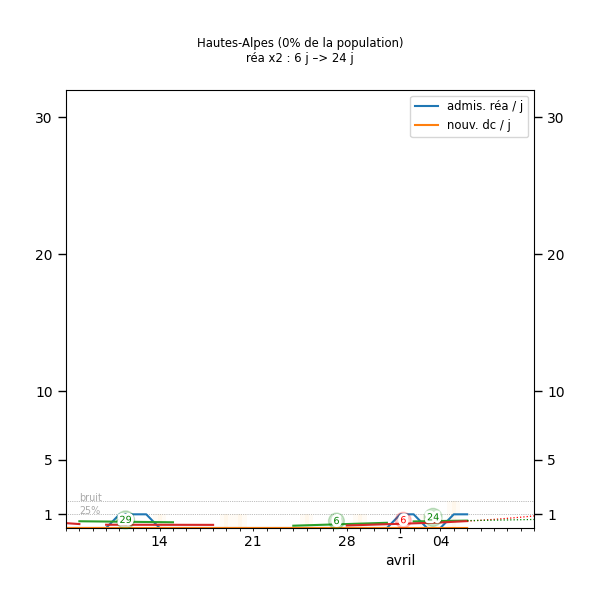 Hautes-Alpes (0% de la population)
réa x2 : 6 j –> 24 j
admis. réa / j
nouv. dc / j
30 30
20 20
10 10
5 5
bruit
25%
1 1
29 6 6 24
14 21 28 - 04
avril